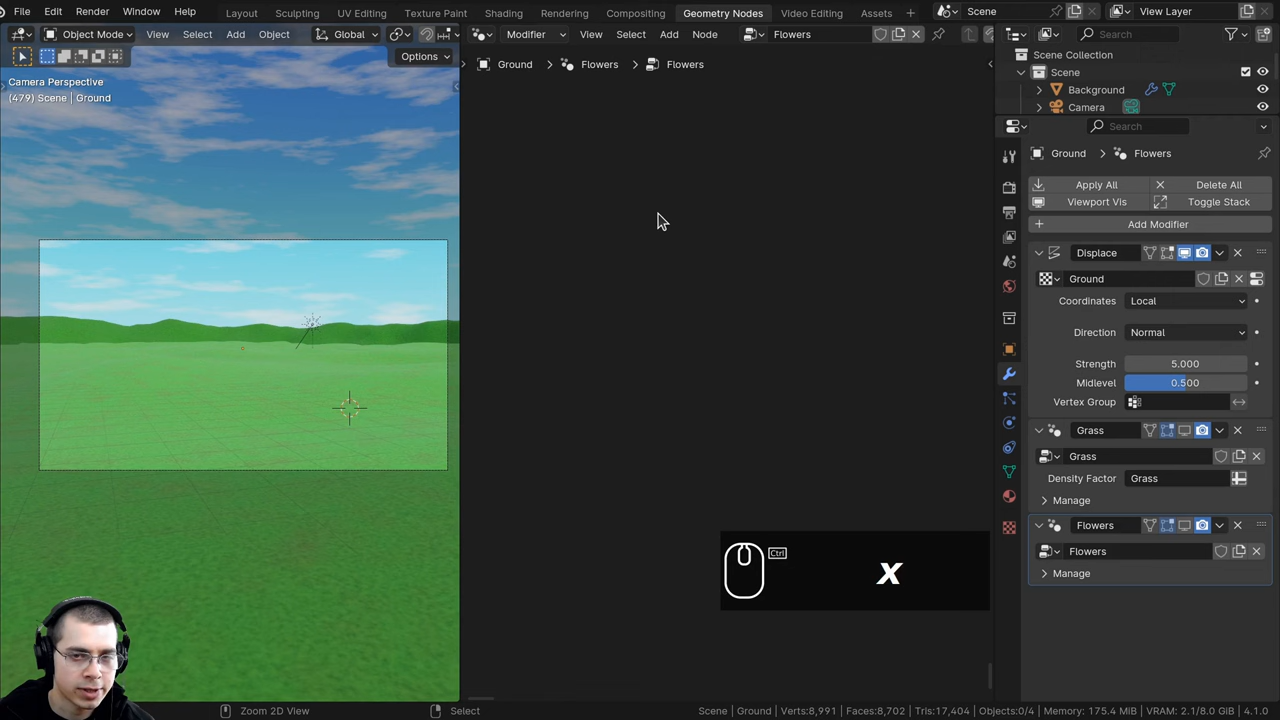 File Edit Render Window Help Layout Sculpting UV Editing Texture Paint Shading Rendering Compositing Geometry Nodes Video Editing Assets Scene View Layer
Object Mode View Select Add Object Global Modifier View Select Add Node Flowers Search
Options
Camera Perspective
(479) Scene | Ground
Ground Flowers Flowers
Scene Collection
Scene
Background
Camera
Search
Ground Flowers
Apply All Delete All
Viewport Vis Toggle Stack
Add Modifier
Displace
Ground
Coordinates Local
Direction Normal
Strength 5.000
Midlevel 0.500
Vertex Group
Grass
Grass
Density Factor Grass
Manage
Flowers
Flowers
Manage
Ctrl
X
Zoom 2D View Select Scene | Ground | Verts:8,991 | Faces:8,702 | Tris:17,404 | Objects:0/4 | Memory: 175.4 MiB | VRAM: 2.1/8.0 GiB | 4.1.0